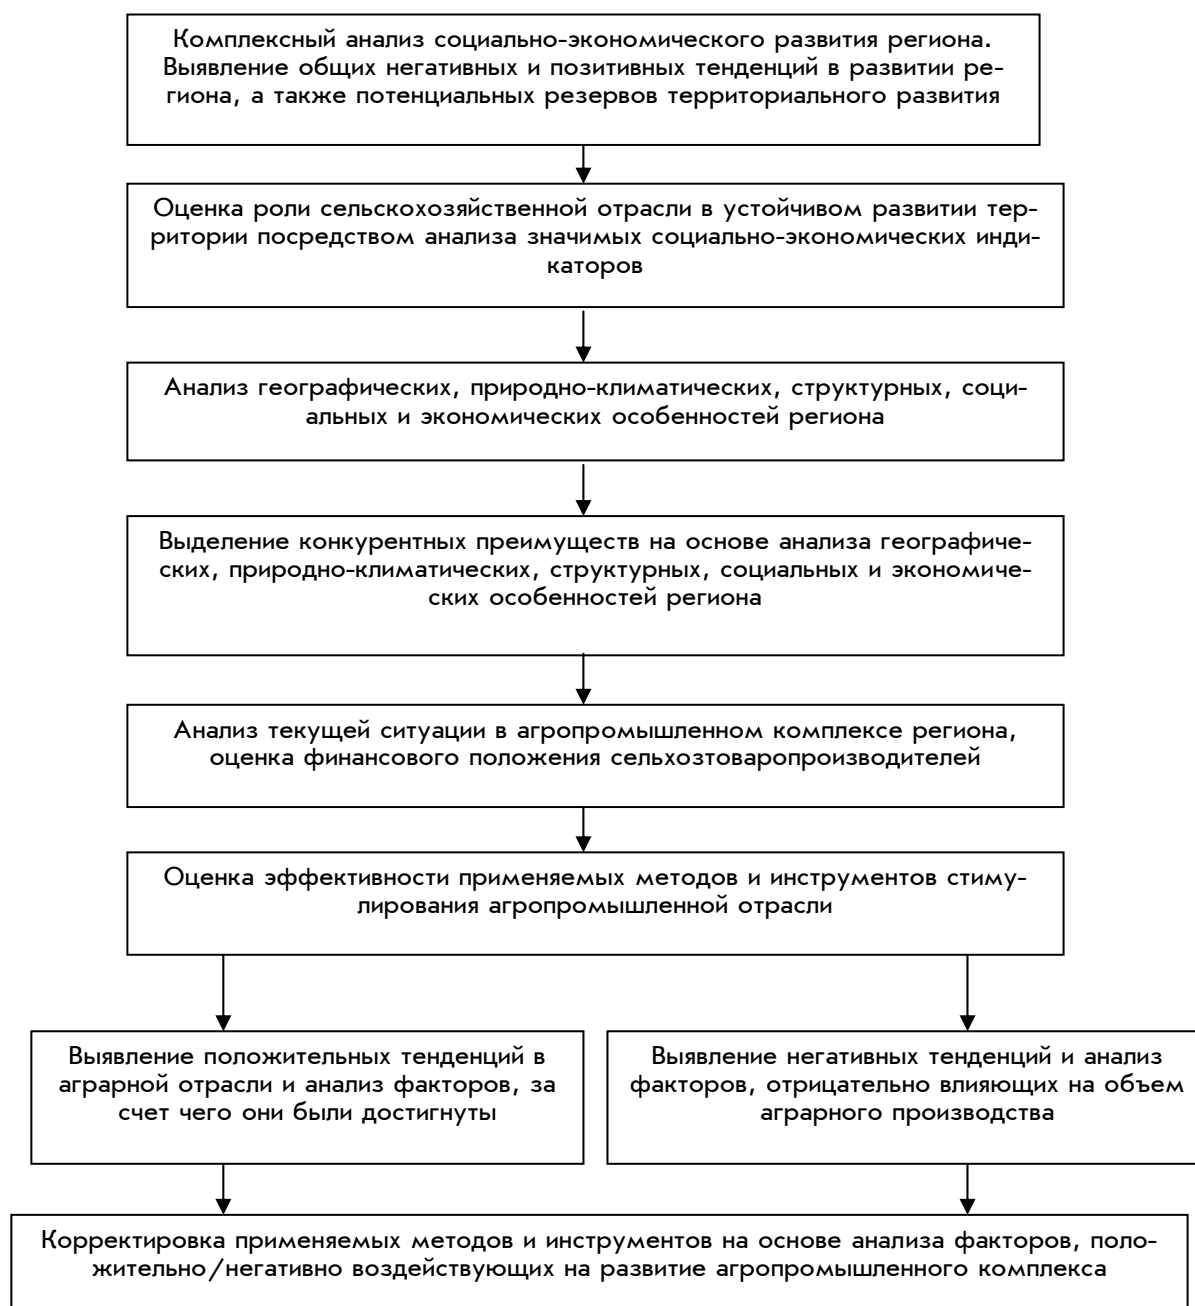 Комплексный анализ социально-экономического развития региона.
Выявление общих негативных и позитивных тенденций в развитии ре-
гиона, а также потенциальных резервов территориального развития
Оценка роли сельскохозяйственной отрасли в устойчивом развитии тер-
ритории посредством анализа значимых социально-экономических инди-
каторов
Анализ географических, природно-климатических, структурных, соци-
альных и экономических особенностей региона
Выделение конкурентных преимуществ на основе анализа географиче-
ских, природно-климатических, структурных, социальных и экономиче-
ских особенностей региона
Анализ текущей ситуации в агропромышленном комплексе региона,
оценка финансового положения сельхозтоваропроизводителей
Оценка эффективности применяемых методов и инструментов стиму-
лирования агропромышленной отрасли
Выявление положительных тенденций в
аграрной отрасли и анализ факторов, за
счет чего они были достигнуты
Выявление негативных тенденций и анализ
факторов, отрицательно влияющих на объем
аграрного производства
Корректировка применяемых методов и инструментов на основе анализа факторов, поло-
жительно/негативно воздействующих на развитие агропромышленного комплекса